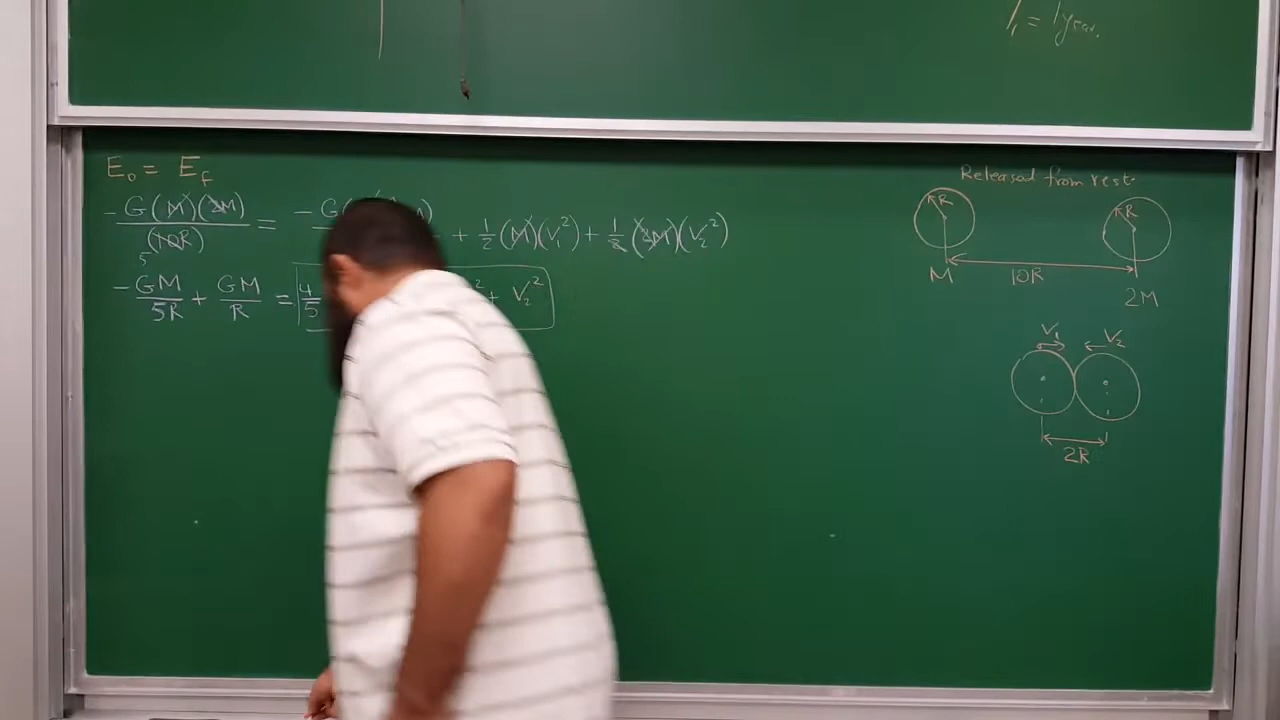 = 1 year.
E₀ = E_f
-G(M)(2M)/(10R) = -G M) + 1/2 (M)(V₁²) + 1/2 (2M)(V₂²)
5
-GM/5R + GM/R = 4/5 ² + V₂²
Released from rest.
R R
M 10R 2M
V₁ V₂
2R